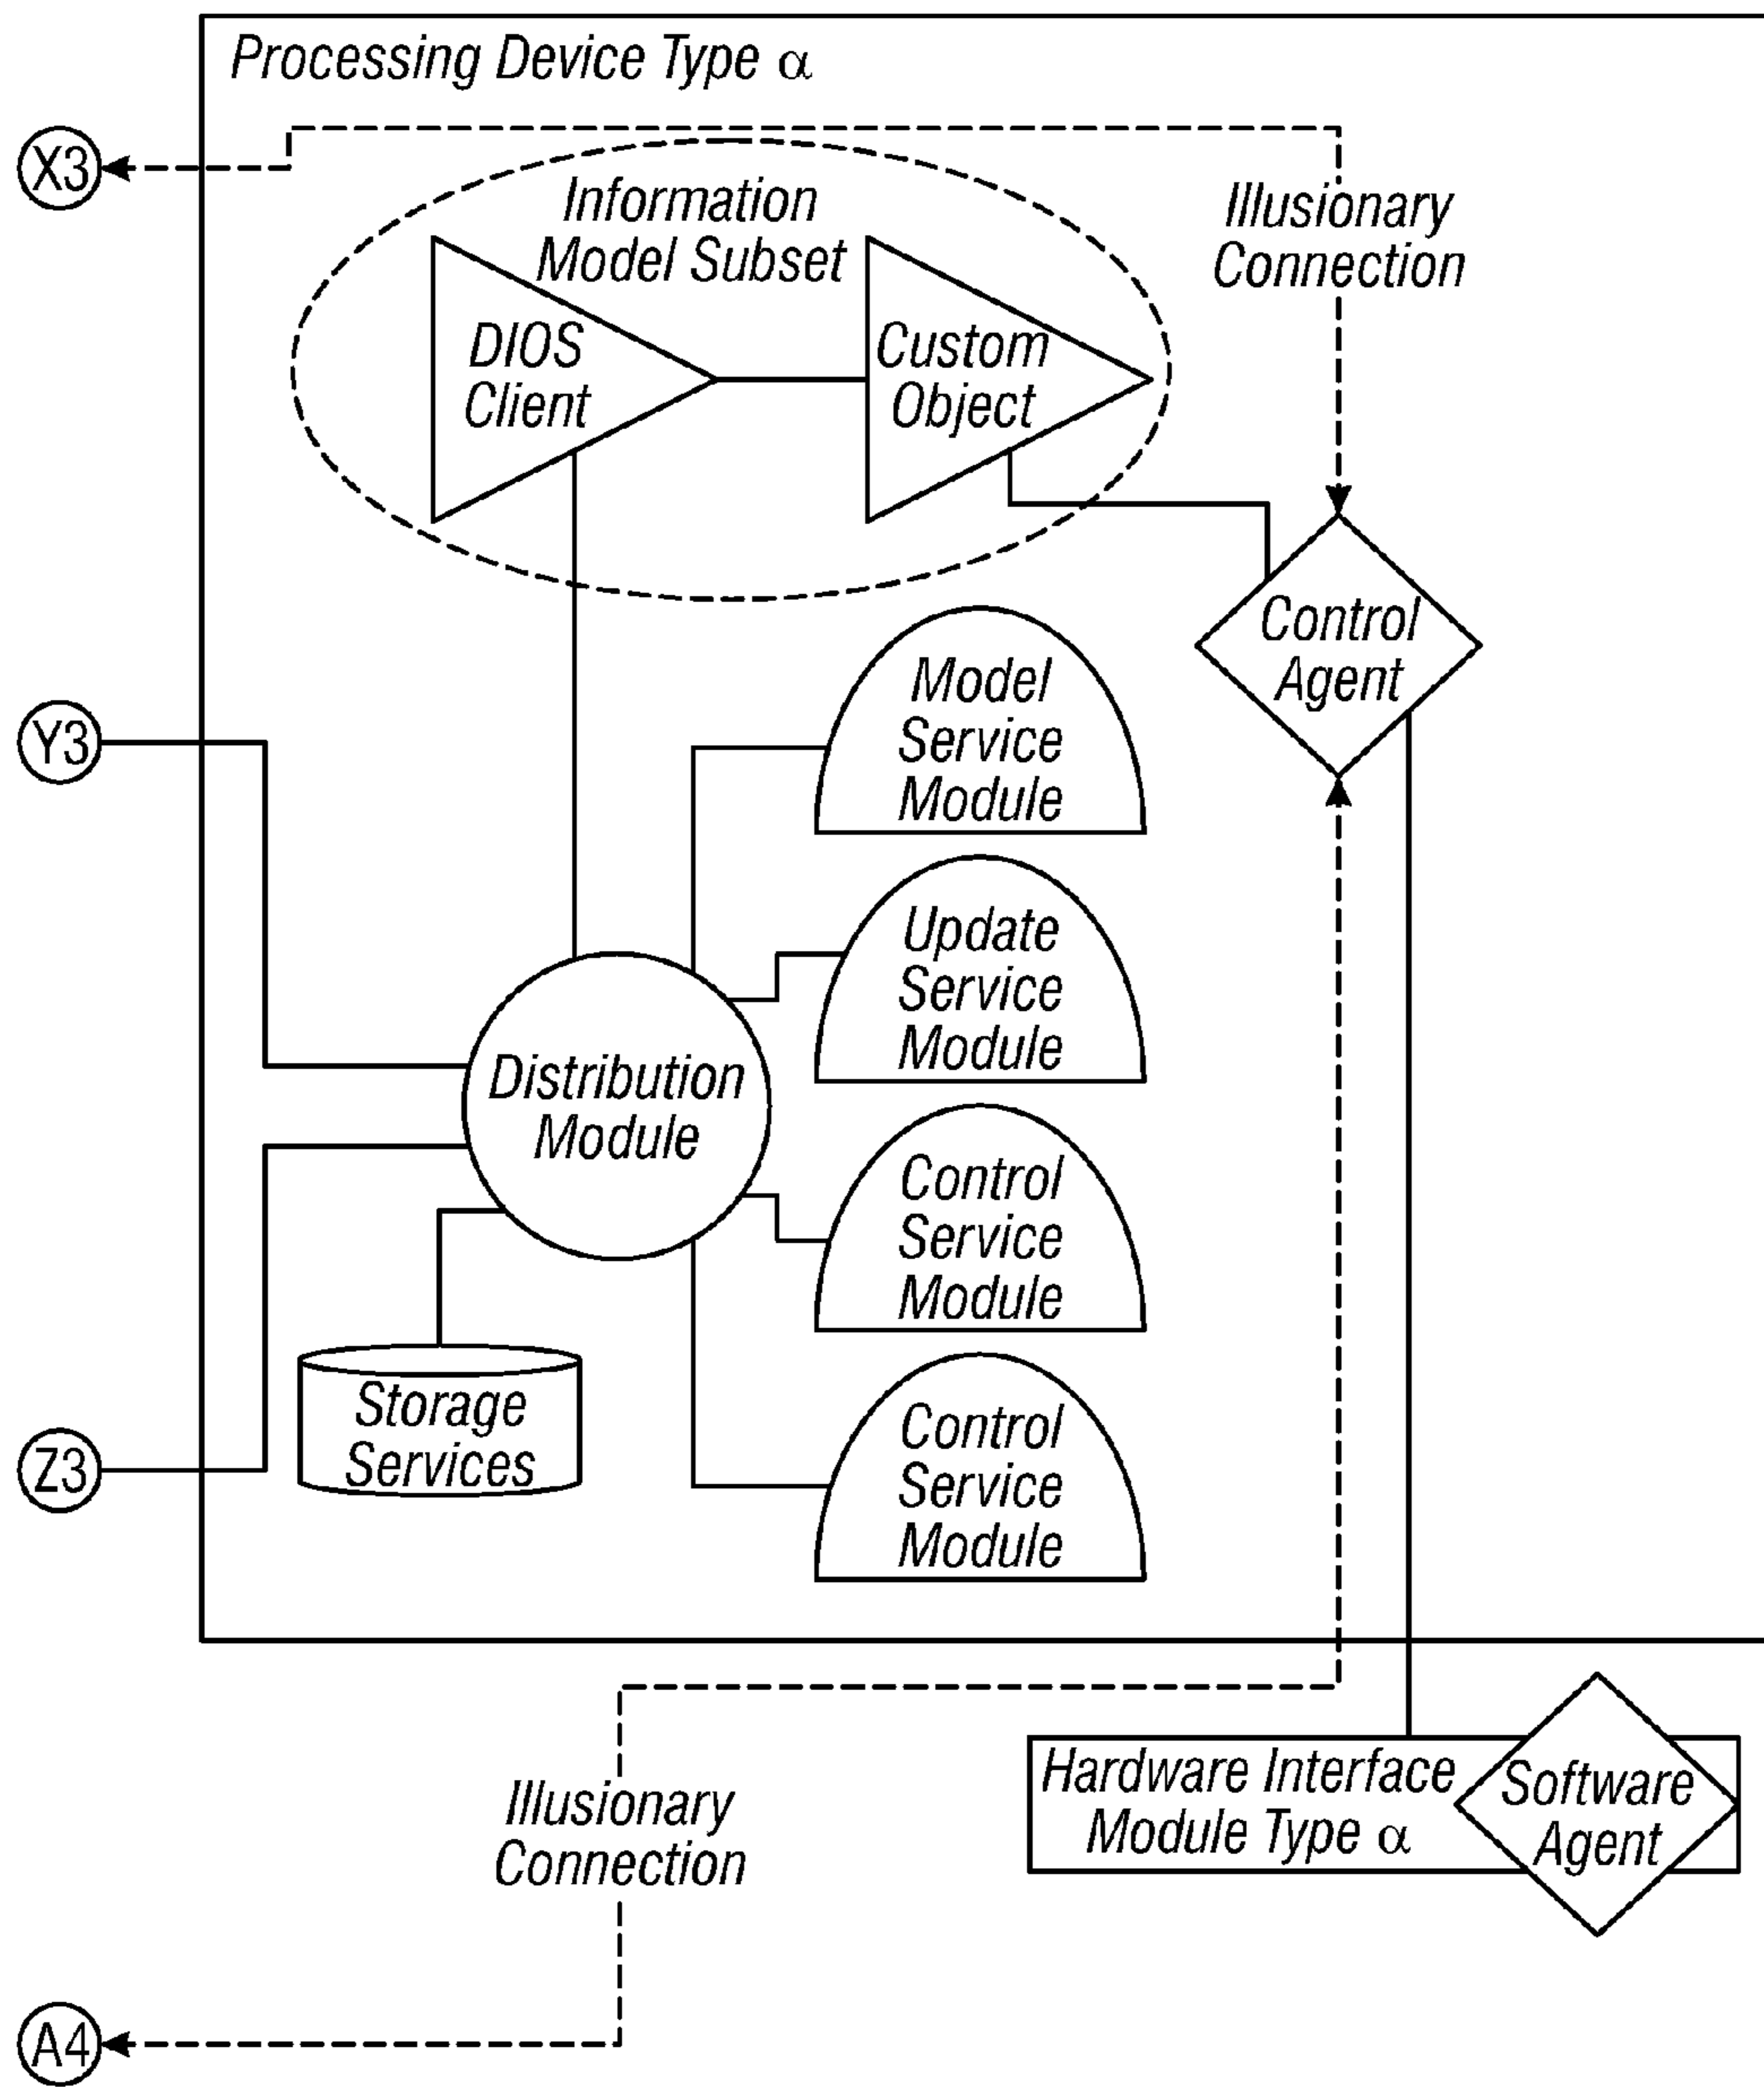 Processing Device Type α
X3
Information
Model Subset
Illusionary
Connection
DIOS
Client
Custom
Object
Control
Agent
Y3
Model
Service
Module
Update
Service
Module
Distribution
Module
Control
Service
Module
Storage
Services
Z3
Control
Service
Module
Hardware Interface
Module Type α
Software
Agent
Illusionary
Connection
A4